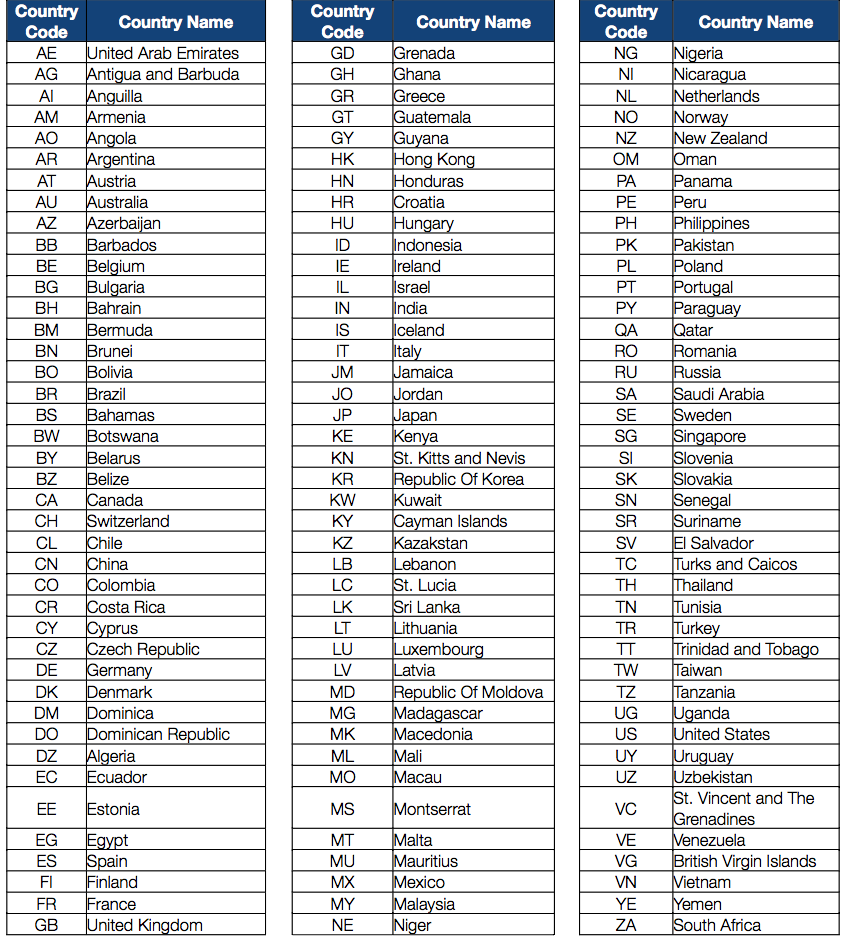 Country Code Country Name
AE United Arab Emirates
AG Antigua and Barbuda
AI Anguilla
AM Armenia
AO Angola
AR Argentina
AT Austria
AU Australia
AZ Azerbaijan
BB Barbados
BE Belgium
BG Bulgaria
BH Bahrain
BM Bermuda
BN Brunei
BO Bolivia
BR Brazil
BS Bahamas
BW Botswana
BY Belarus
BZ Belize
CA Canada
CH Switzerland
CL Chile
CN China
CO Colombia
CR Costa Rica
CY Cyprus
CZ Czech Republic
DE Germany
DK Denmark
DM Dominica
DO Dominican Republic
DZ Algeria
EC Ecuador
EE Estonia
EG Egypt
ES Spain
FI Finland
FR France
GB United Kingdom
Country Code Country Name
GD Grenada
GH Ghana
GR Greece
GT Guatemala
GY Guyana
HK Hong Kong
HN Honduras
HR Croatia
HU Hungary
ID Indonesia
IE Ireland
IL Israel
IN India
IS Iceland
IT Italy
JM Jamaica
JO Jordan
JP Japan
KE Kenya
KN St. Kitts and Nevis
KR Republic Of Korea
KW Kuwait
KY Cayman Islands
KZ Kazakstan
LB Lebanon
LC St. Lucia
LK Sri Lanka
LT Lithuania
LU Luxembourg
LV Latvia
MD Republic Of Moldova
MG Madagascar
MK Macedonia
ML Mali
MO Macau
MS Montserrat
MT Malta
MU Mauritius
MX Mexico
MY Malaysia
NE Niger
Country Code Country Name
NG Nigeria
NI Nicaragua
NL Netherlands
NO Norway
NZ New Zealand
OM Oman
PA Panama
PE Peru
PH Philippines
PK Pakistan
PL Poland
PT Portugal
PY Paraguay
QA Qatar
RO Romania
RU Russia
SA Saudi Arabia
SE Sweden
SG Singapore
SI Slovenia
SK Slovakia
SN Senegal
SR Suriname
SV El Salvador
TC Turks and Caicos
TH Thailand
TN Tunisia
TR Turkey
TT Trinidad and Tobago
TW Taiwan
TZ Tanzania
UG Uganda
US United States
UY Uruguay
UZ Uzbekistan
VC St. Vincent and The
Grenadines
VE Venezuela
VG British Virgin Islands
VN Vietnam
YE Yemen
ZA South Africa